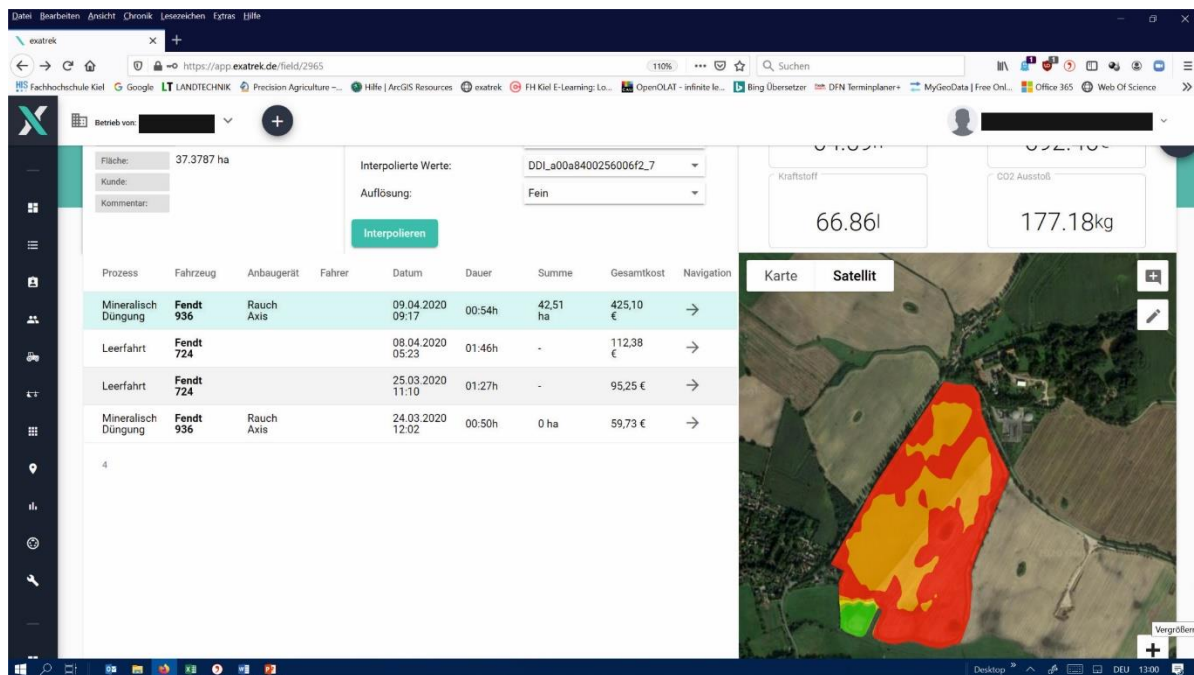 Datei Bearbeiten Ansicht Chronik Lesezeichen Extras Hilfe
exatrek
https://app.exatrek.de/field/2965
110%
Suchen
Fachhochschule Kiel Google LANDTECHNIK Precision Agriculture –... Hilfe | ArcGIS Resources exatrek FH Kiel E-Learning: Lo... OpenOLAT - infinite le... Bing Übersetzer DFN Terminplaner+ MyGeoData | Free Onl... Office 365 Web Of Science
Betrieb von:
Fläche: 37.3787 ha
Kunde:
Kommentar:
Interpolierte Werte: DDI_a00a8400256006f2_7
Auflösung: Fein
Interpolieren
Kraftstoff
66.86l
CO2 Ausstoß
177.18kg
Prozess Fahrzeug Anbaugerät Fahrer Datum Dauer Summe Gesamtkost Navigation
Mineralisch Düngung Fendt 936 Rauch Axis 09.04.2020 09:17 00:54h 42,51 ha 425,10 €
Leerfahrt Fendt 724 08.04.2020 05:23 01:46h - 112,38 €
Leerfahrt Fendt 724 25.03.2020 11:10 01:27h - 95,25 €
Mineralisch Düngung Fendt 936 Rauch Axis 24.03.2020 12:02 00:50h 0 ha 59,73 €
4
Karte Satellit
Vergrößern
Desktop DEU 13:00